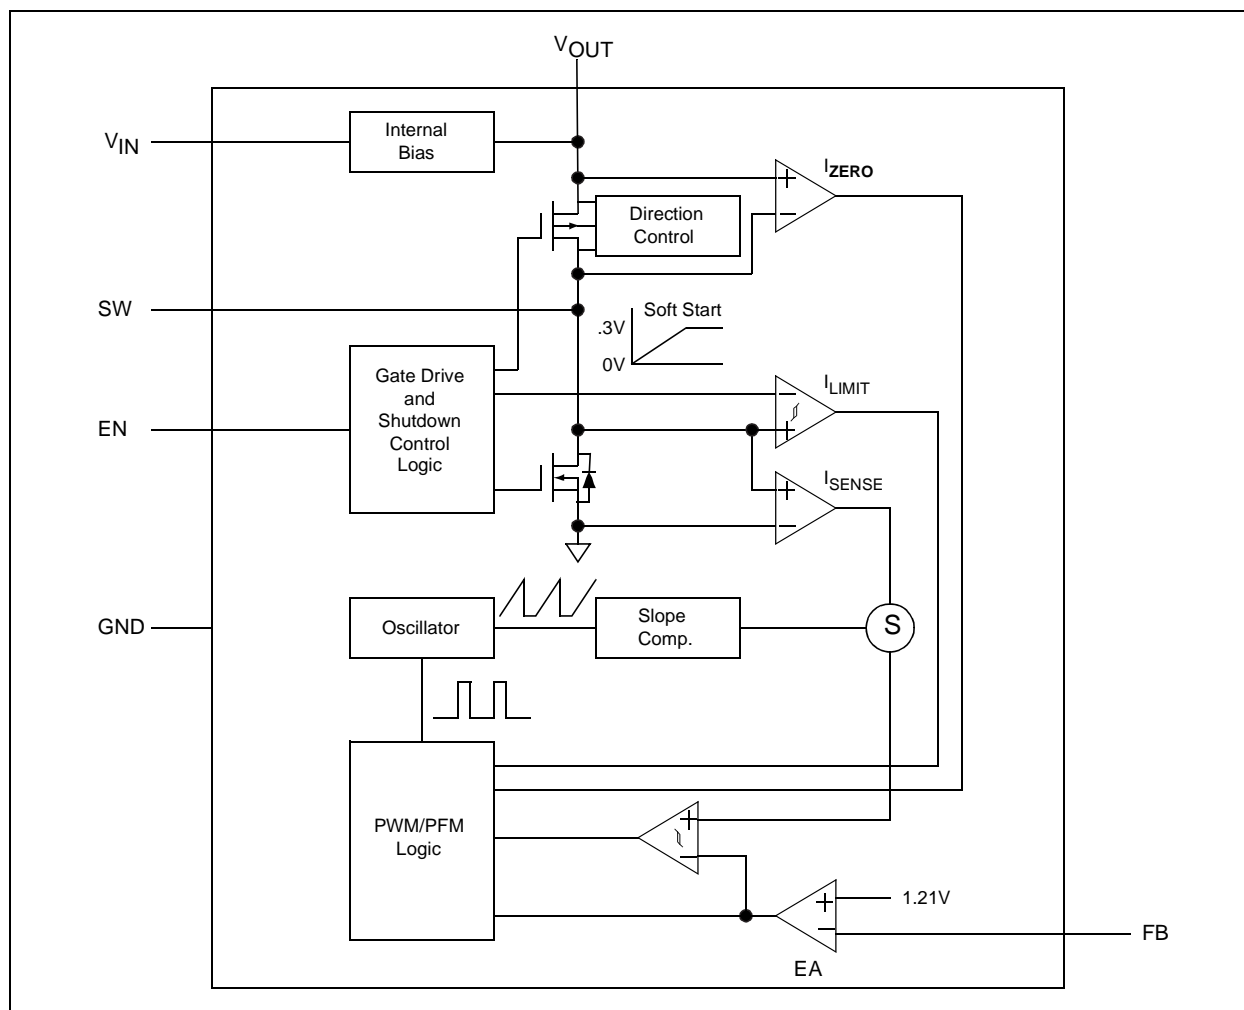 VOUT
VIN
Internal
Bias
IZERO
+
−
Direction
Control
SW
Soft Start
.3V
0V
Gate Drive
and
Shutdown
Control
Logic
ILIMIT
−
+
EN
ISENSE
+
−
GND
Oscillator
Slope
Comp.
S
PWM/PFM
Logic
+
−
+
1.21V
−
FB
EA